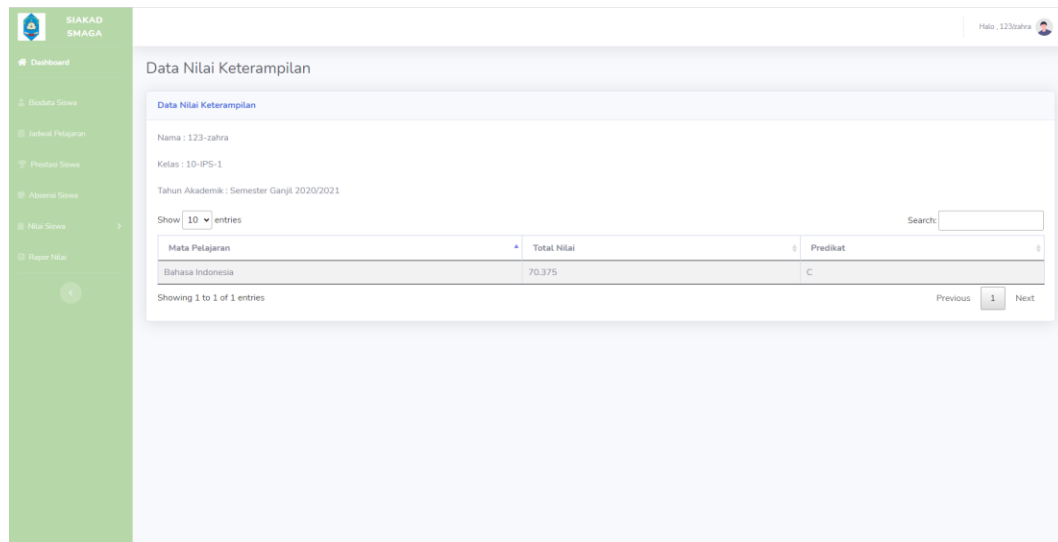 SIAKAD
SMAGA
Halo , 123/zahra
Dashboard
Data Nilai Keterampilan
Biodata Siswa
Data Nilai Keterampilan
Jadwal Pelajaran
Nama : 123-zahra
Prestasi Siswa
Kelas : 10-IPS-1
Absensi Siswa
Tahun Akademik : Semester Ganjil 2020/2021
Nilai Siswa
Show 10 entries
Search:
Mata Pelajaran Total Nilai Predikat
Rapor Nilai
Bahasa Indonesia 70.375 C
Showing 1 to 1 of 1 entries
Previous 1 Next